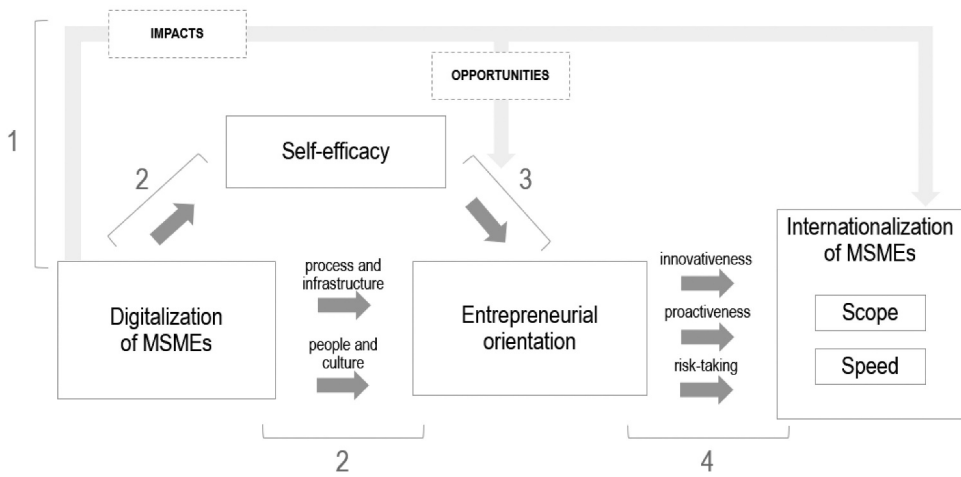 IMPACTS
OPPORTUNITIES
1
Self-efficacy
2
3
Internationalization
of MSMEs
Scope
Speed
Digitalization
of MSMEs
process and
infrastructure
people and
culture
Entrepreneurial
orientation
innovativeness
proactiveness
risk-taking
2
4